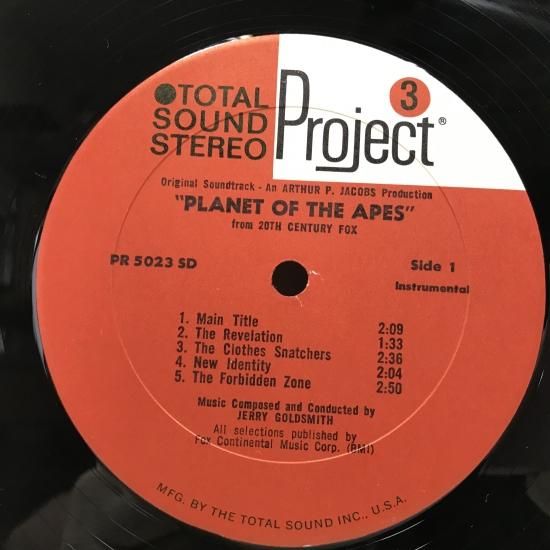 TOTAL
SOUND
STEREO
Project 3®
Original Soundtrack - An ARTHUR P. JACOBS Production
"PLANET OF THE APES"
from 20TH CENTURY FOX
PR 5023 SD
Side 1
Instrumental
1. Main Title 2:09
2. The Revelation 1:33
3. The Clothes Snatchers 2:36
4. New Identity 2:04
5. The Forbidden Zone 2:50
Music Composed and Conducted by
JERRY GOLDSMITH
All selections published by
Fox Continental Music Corp. (BMI)
MFG. BY THE TOTAL SOUND INC., U.S.A.